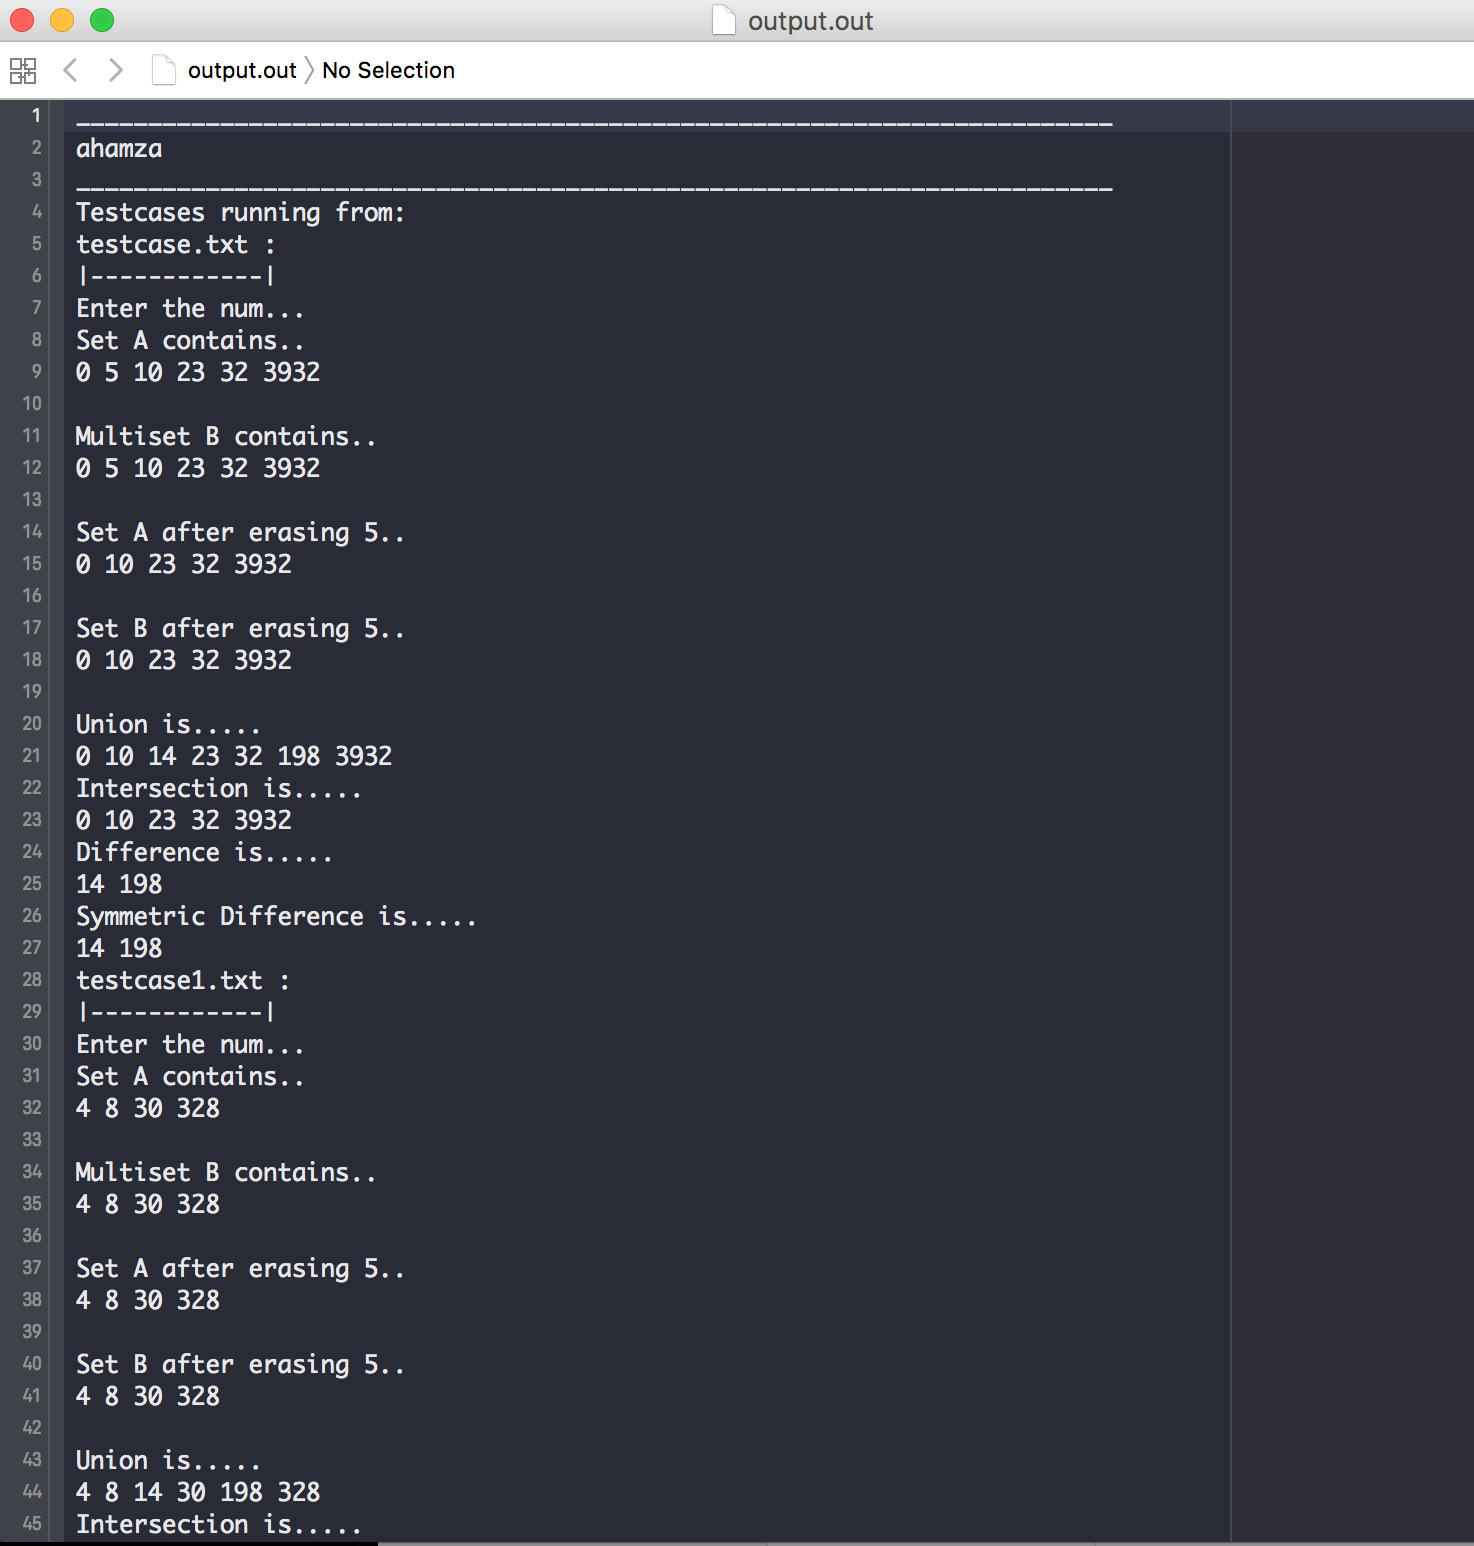 output.out
output.out 〉 No Selection
1 ________________________________________________________________________
2 ahamza
3 ________________________________________________________________________
4 Testcases running from:
5 testcase.txt :
6 |------------|
7 Enter the num...
8 Set A contains..
9 0 5 10 23 32 3932
10
11 Multiset B contains..
12 0 5 10 23 32 3932
13
14 Set A after erasing 5..
15 0 10 23 32 3932
16
17 Set B after erasing 5..
18 0 10 23 32 3932
19
20 Union is.....
21 0 10 14 23 32 198 3932
22 Intersection is.....
23 0 10 23 32 3932
24 Difference is.....
25 14 198
26 Symmetric Difference is.....
27 14 198
28 testcase1.txt :
29 |------------|
30 Enter the num...
31 Set A contains..
32 4 8 30 328
33
34 Multiset B contains..
35 4 8 30 328
36
37 Set A after erasing 5..
38 4 8 30 328
39
40 Set B after erasing 5..
41 4 8 30 328
42
43 Union is.....
44 4 8 14 30 198 328
45 Intersection is.....